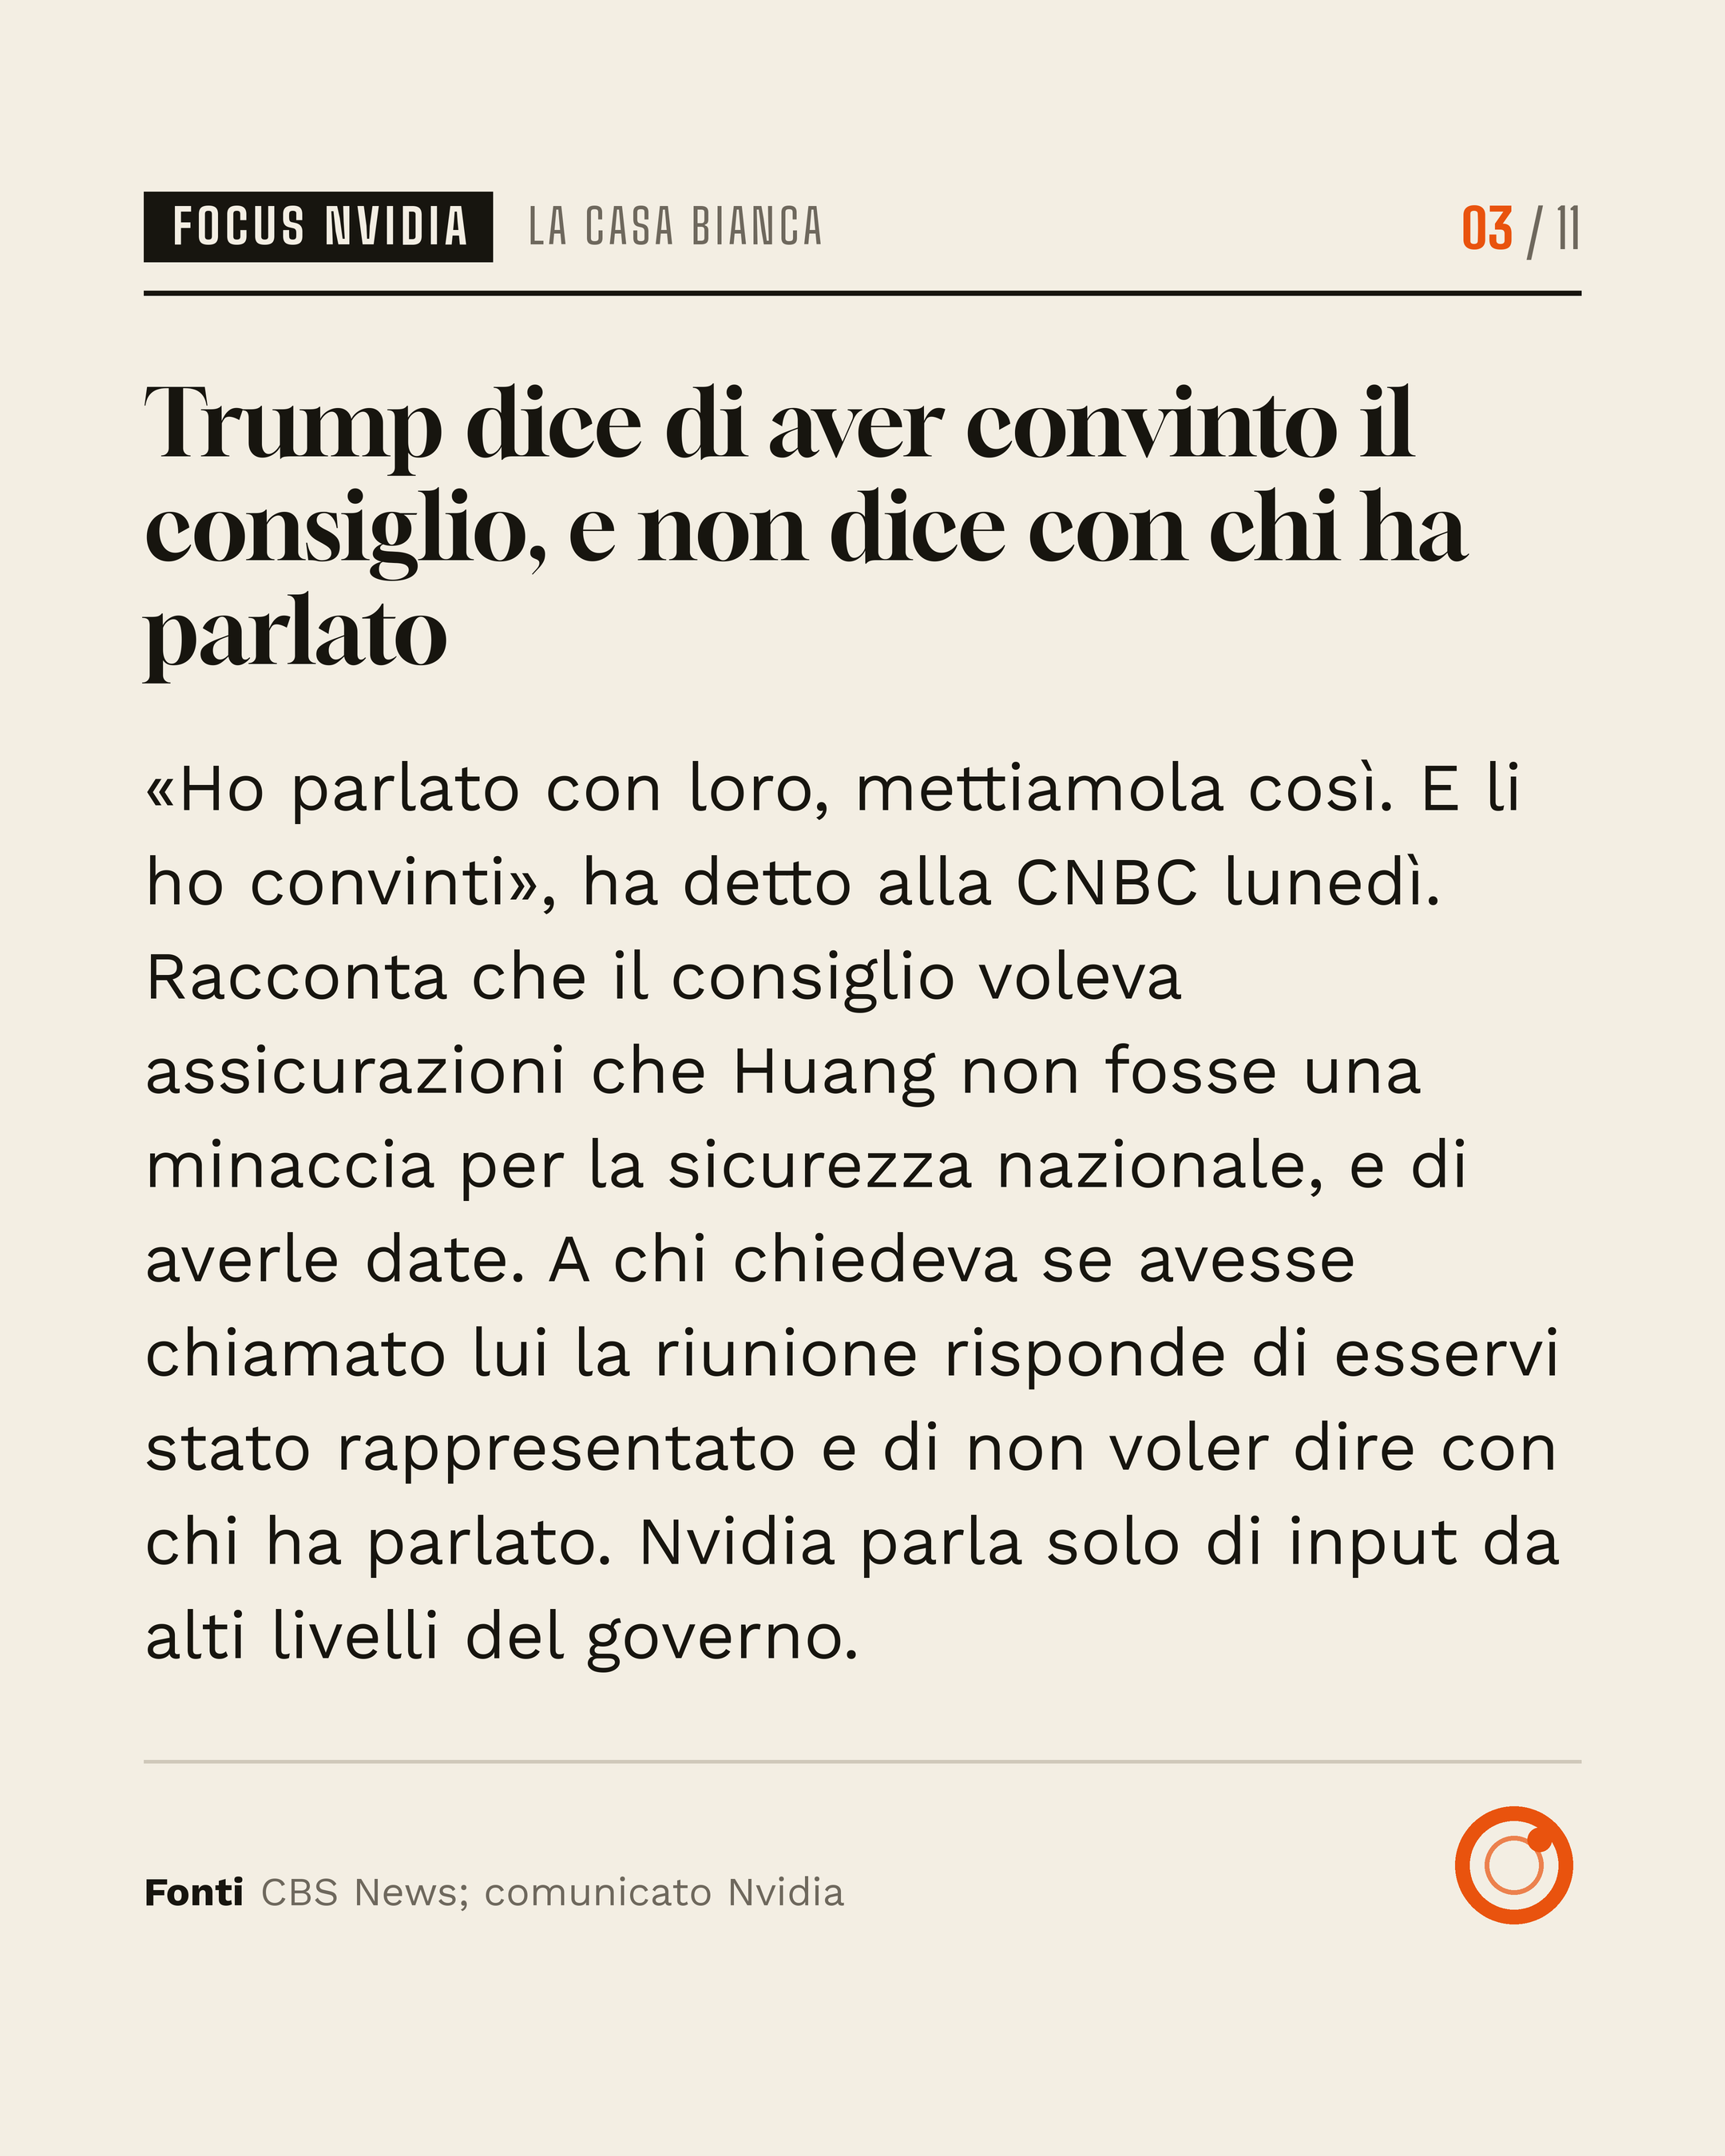 FOCUS NVIDIA LA CASA BIANCA 03 / 11
Trump dice di aver convinto il
consiglio, e non dice con chi ha
parlato
«Ho parlato con loro, mettiamola così. E li
ho convinti», ha detto alla CNBC lunedì.
Racconta che il consiglio voleva
assicurazioni che Huang non fosse una
minaccia per la sicurezza nazionale, e di
averle date. A chi chiedeva se avesse
chiamato lui la riunione risponde di esservi
stato rappresentato e di non voler dire con
chi ha parlato. Nvidia parla solo di input da
alti livelli del governo.
Fonti CBS News; comunicato Nvidia